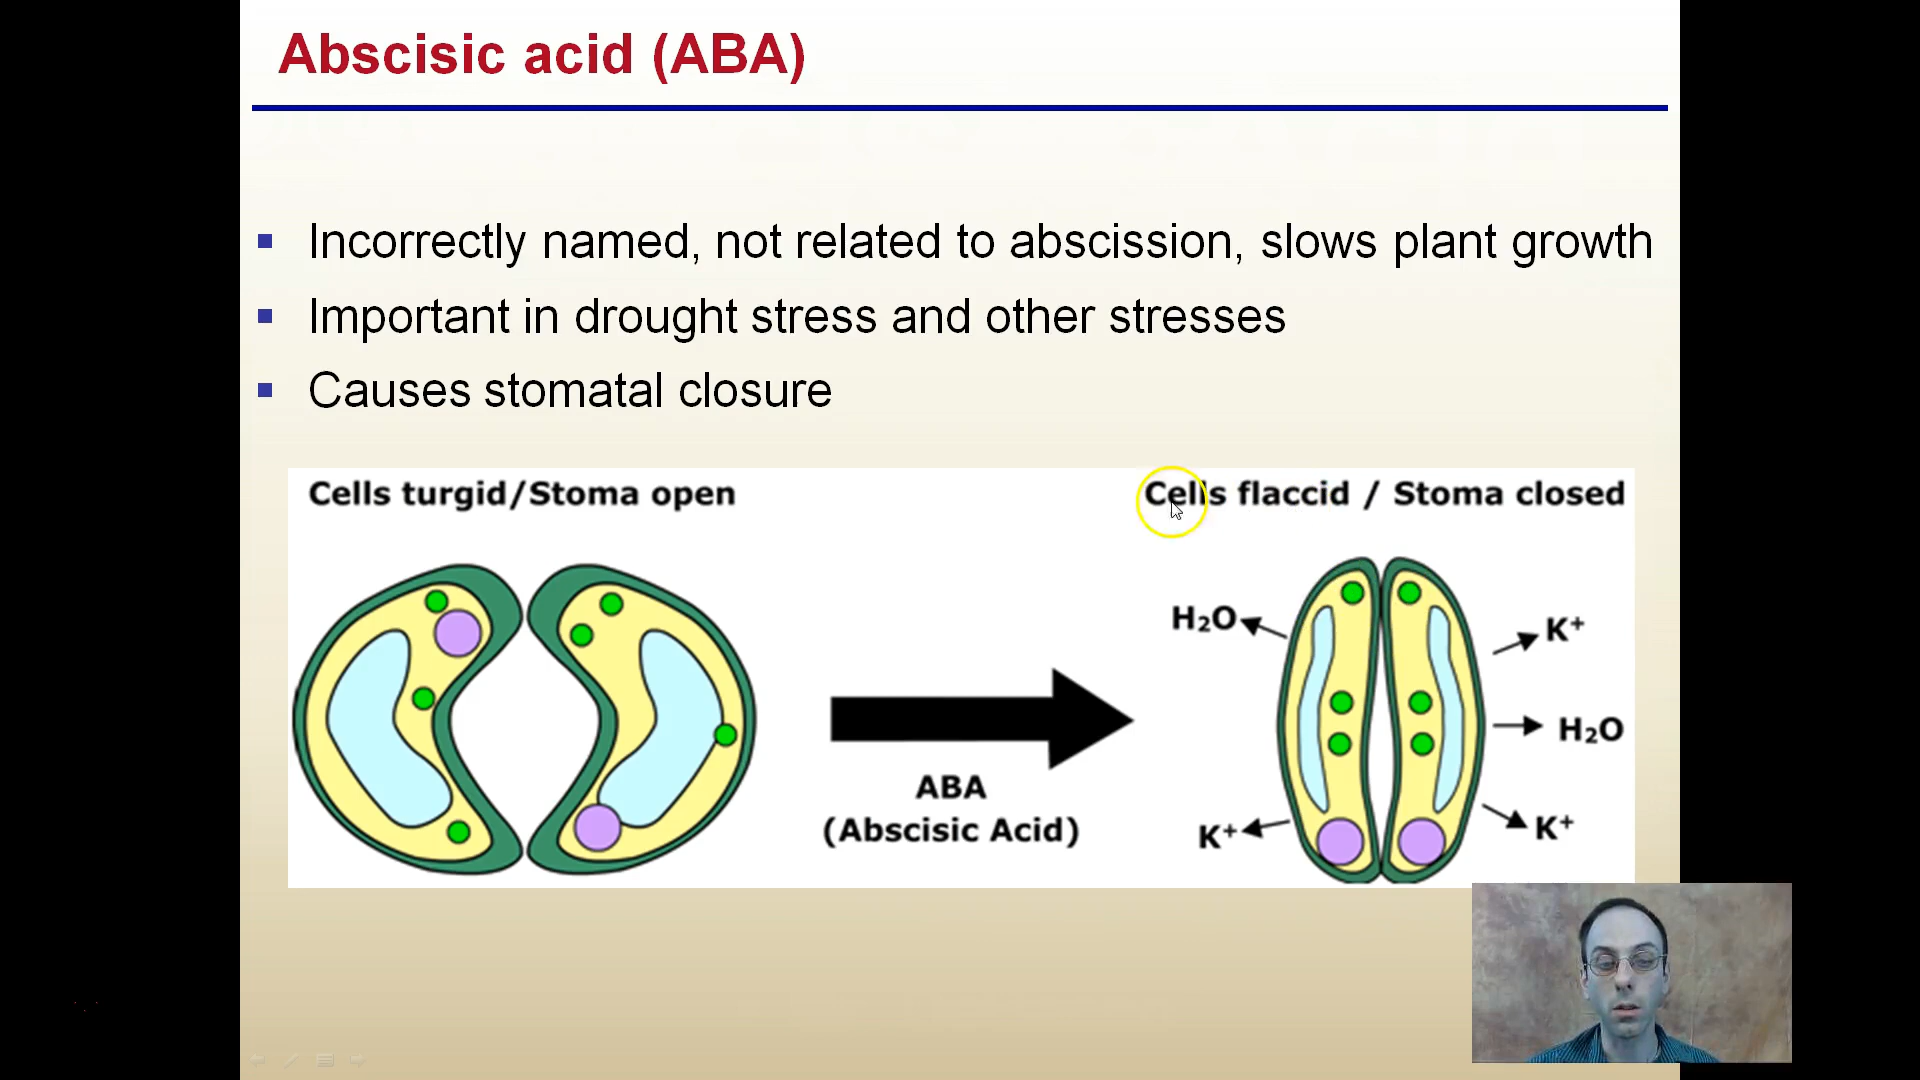 Abscisic acid (ABA)
Incorrectly named, not related to abscission, slows plant growth
Important in drought stress and other stresses
Causes stomatal closure
Cells turgid/Stoma open
Cells flaccid / Stoma closed
H₂O
K⁺
H₂O
ABA
(Abscisic Acid)
K⁺
K⁺